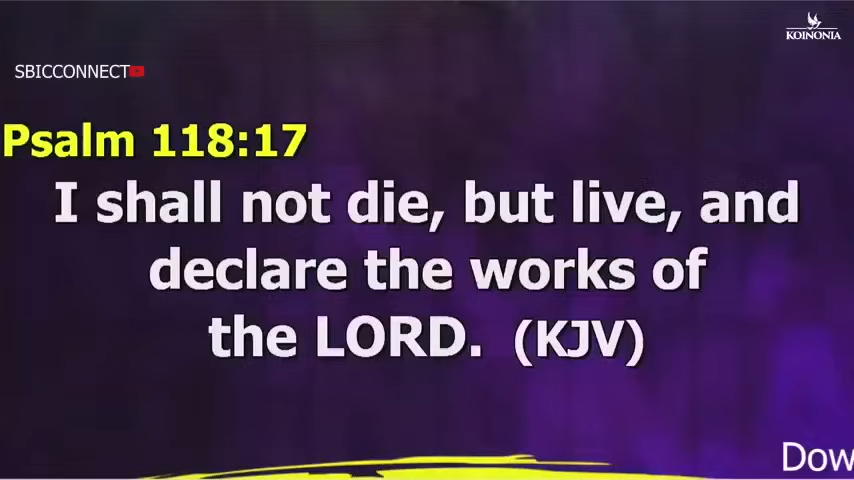 KOINONIA
SBICCONNECT
Psalm 118:17
I shall not die, but live, and
declare the works of
the LORD. (KJV)
Dow